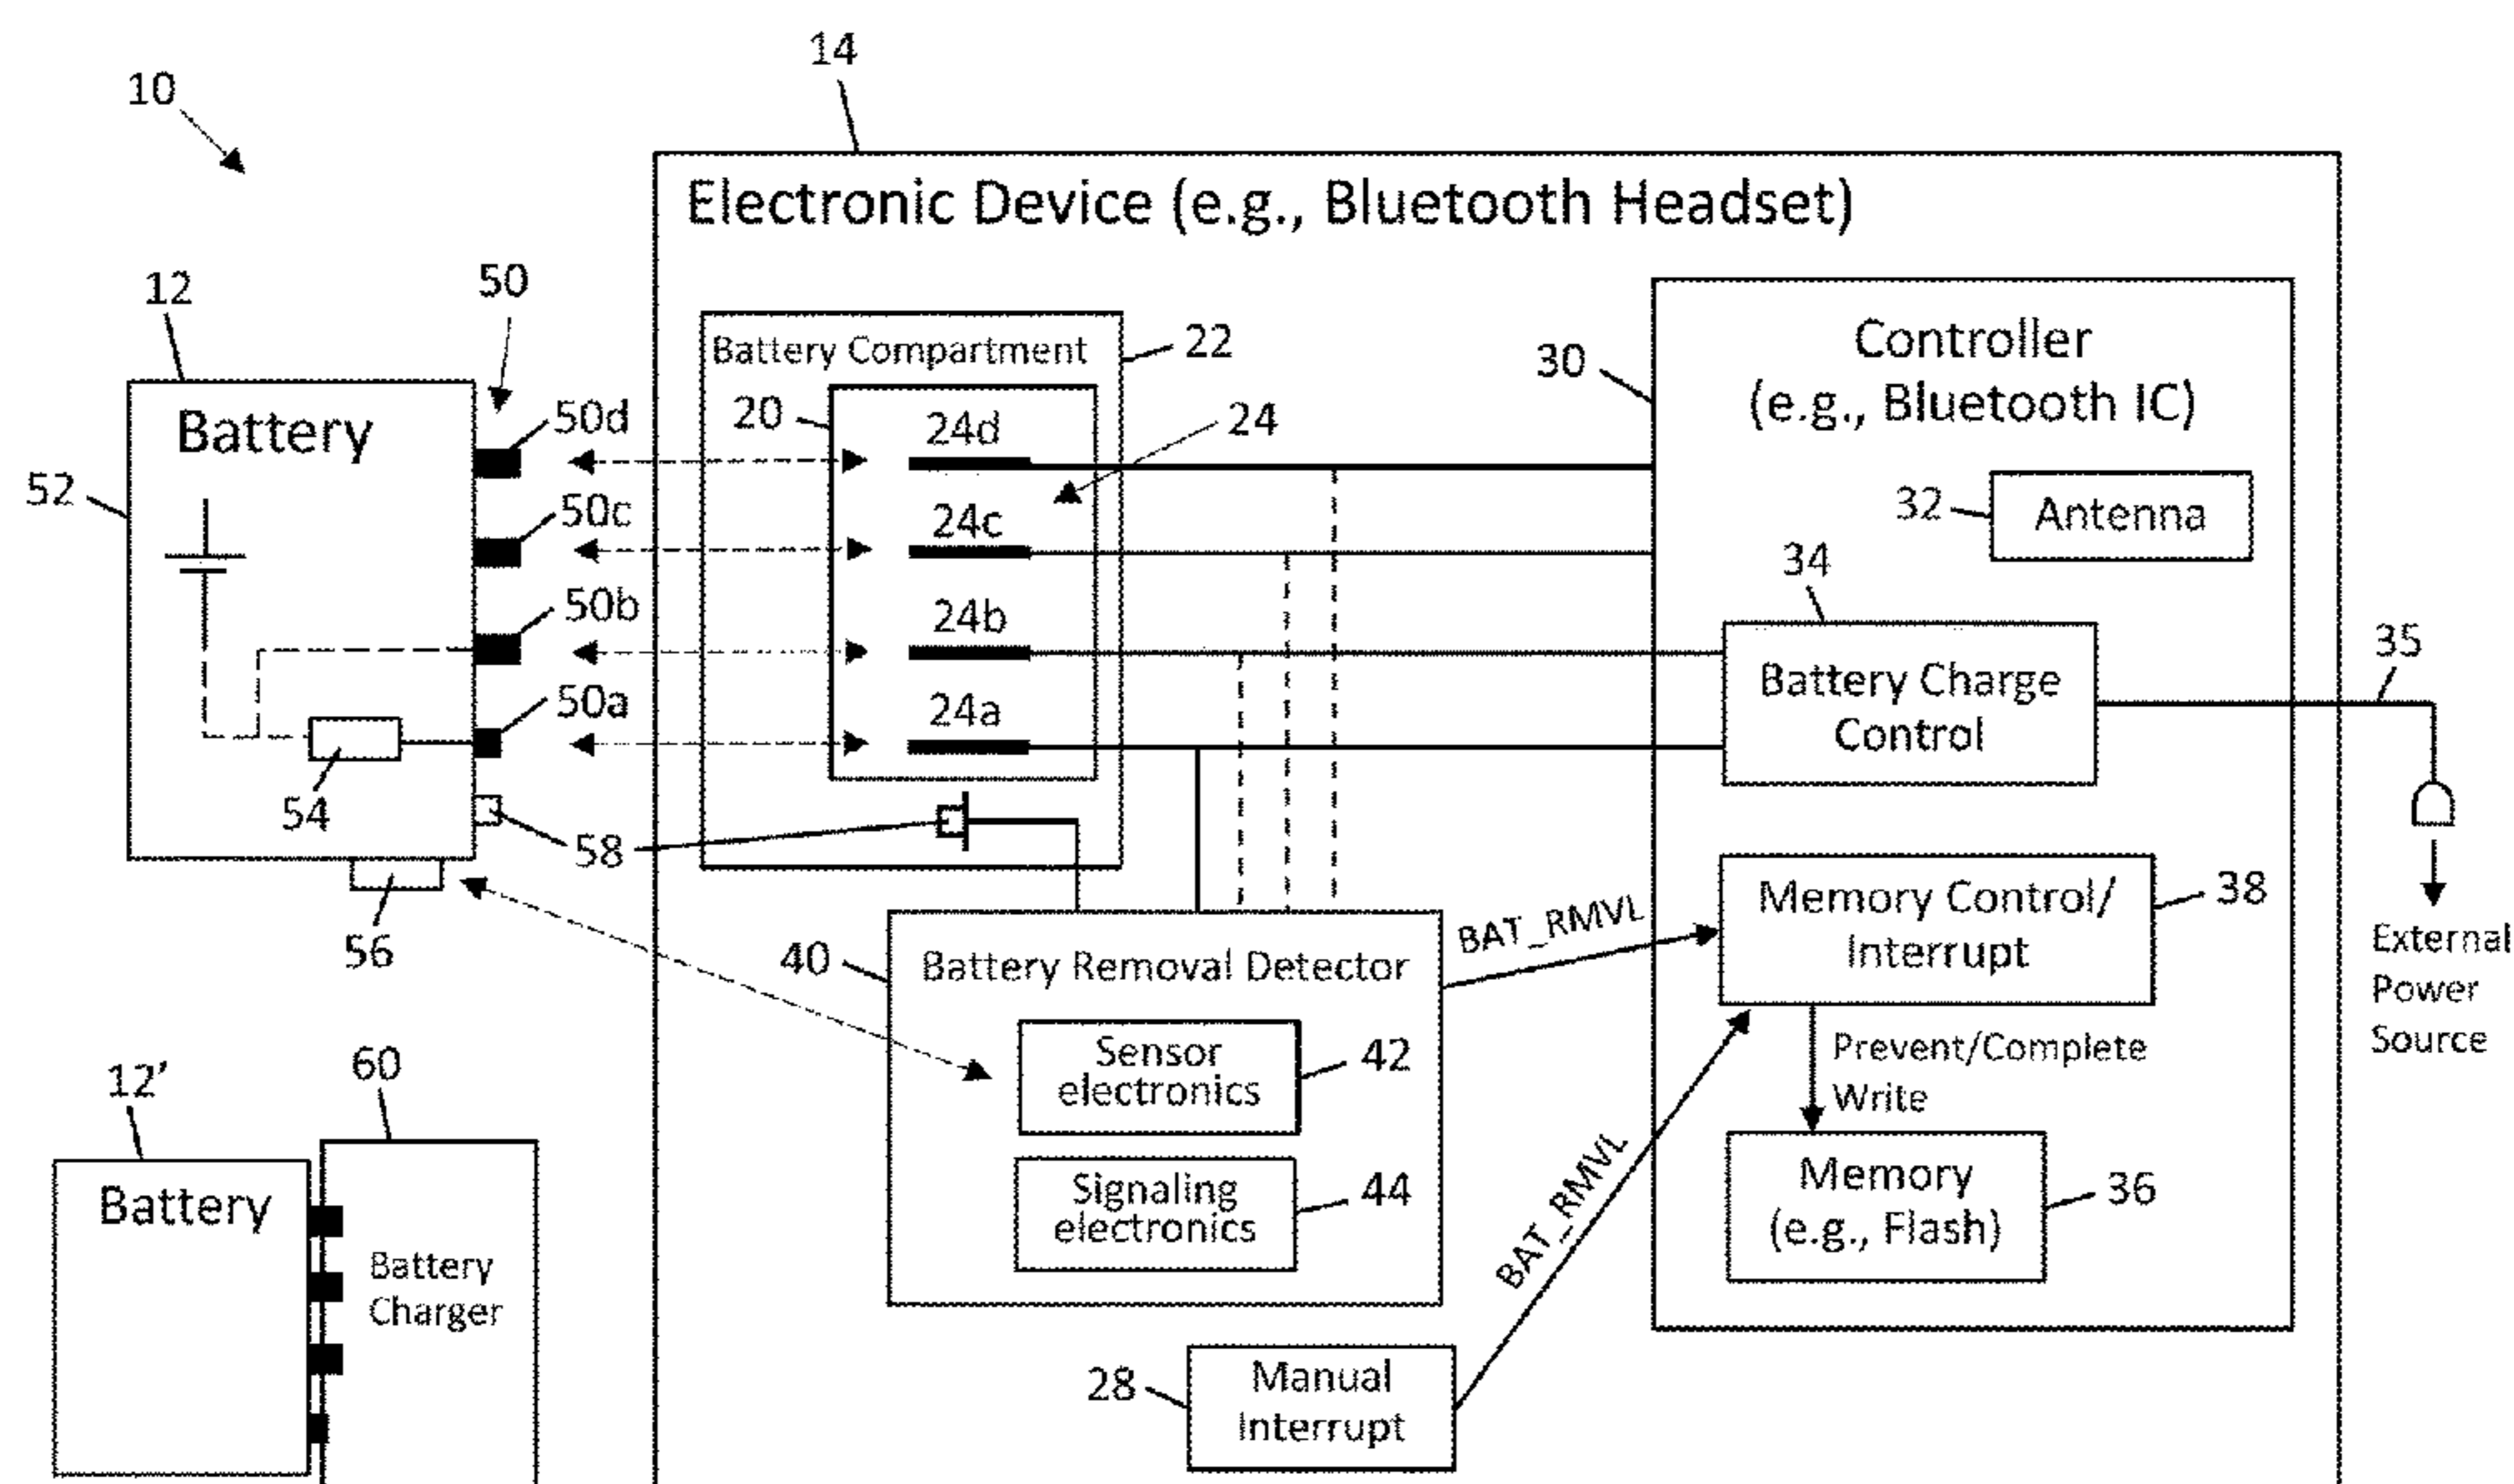 14
10
Electronic Device (e.g., Bluetooth Headset)
12
50
Battery
52
50d
50c
50b
50a
54
58
56
Battery Compartment
22
20
24d
24
24c
24b
24a
30
Controller
(e.g., Bluetooth IC)
32
Antenna
34
Battery Charge
Control
35
External
Power
Source
40
Battery Removal Detector
Sensor
electronics
42
Signaling
electronics
44
BAT_RMVL
Memory Control/
Interrupt
38
Prevent/Complete
Write
Memory
(e.g., Flash)
36
BAT_RMVL
28
Manual
Interrupt
12'
60
Battery
Battery
Charger